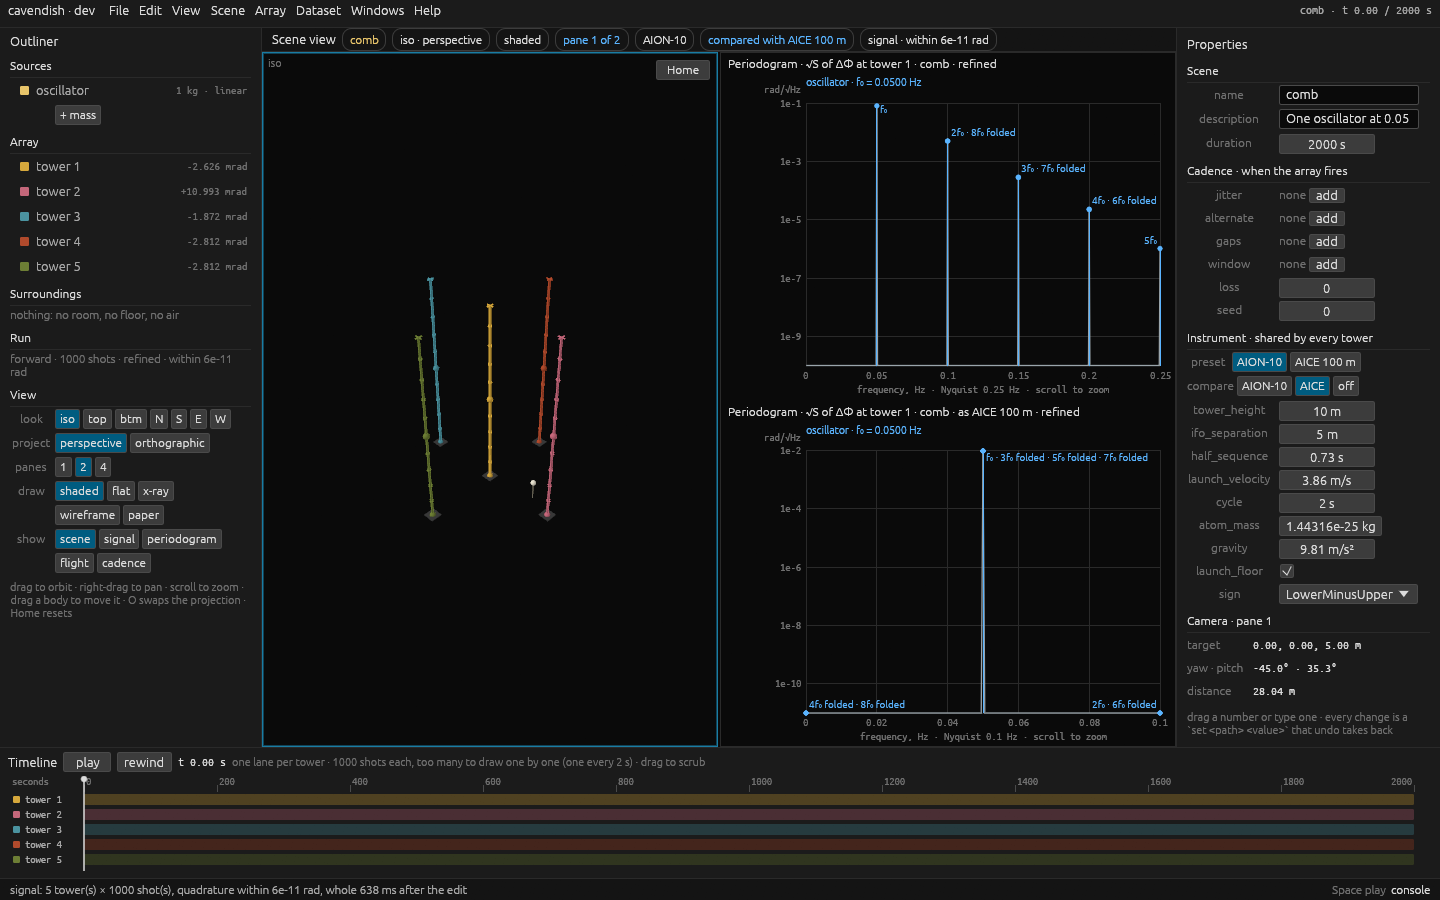 cavendish · dev File Edit View Scene Array Dataset Windows Help comb · t 0.00 / 2000 s
Outliner
Sources
oscillator 1 kg · linear
+ mass
Array
tower 1 -2.626 mrad
tower 2 +10.993 mrad
tower 3 -1.872 mrad
tower 4 -2.812 mrad
tower 5 -2.812 mrad
Surroundings
nothing: no room, no floor, no air
Run
forward · 1000 shots · refined · within 6e-11
rad
View
look iso top btm N S E W
project perspective orthographic
panes 1 2 4
draw shaded flat x-ray
wireframe paper
show scene signal periodogram
flight cadence
drag to orbit · right-drag to pan · scroll to zoom ·
drag a body to move it · O swaps the projection ·
Home resets
Scene view comb iso · perspective shaded pane 1 of 2 AION-10 compared with AICE 100 m signal · within 6e-11 rad
iso
Home
Periodogram · √S of ΔΦ at tower 1 · comb · refined
oscillator · f₀ = 0.0500 Hz
rad/√Hz
1e-1
1e-3
1e-5
1e-7
1e-9
f₀
2f₀ · 8f₀ folded
3f₀ · 7f₀ folded
4f₀ · 6f₀ folded
5f₀
0.05 0.1 0.15 0.2 0.25
frequency, Hz · Nyquist 0.25 Hz · scroll to zoom
Periodogram · √S of ΔΦ at tower 1 · comb · as AICE 100 m · refined
oscillator · f₀ = 0.0500 Hz
rad/√Hz
1e-2
1e-4
1e-6
1e-8
1e-10
f₀ · 3f₀ folded · 5f₀ folded · 7f₀ folded
4f₀ folded · 8f₀ folded
2f₀ · 6f₀ folded
0 0.02 0.04 0.06 0.08 0.1
frequency, Hz · Nyquist 0.1 Hz · scroll to zoom
Properties
Scene
name comb
description One oscillator at 0.05
duration 2000 s
Cadence · when the array fires
jitter none add
alternate none add
gaps none add
window none add
loss 0
seed 0
Instrument · shared by every tower
preset AION-10 AICE 100 m
compare AION-10 AICE off
tower_height 10 m
ifo_separation 5 m
half_sequence 0.73 s
launch_velocity 3.86 m/s
cycle 2 s
atom_mass 1.44316e-25 kg
gravity 9.81 m/s²
launch_floor
sign LowerMinusUpper
Camera · pane 1
target 0.00, 0.00, 5.00 m
yaw · pitch -45.0° · 35.3°
distance 28.04 m
drag a number or type one · every change is a
`set <path> <value>` that undo takes back
Timeline play rewind t 0.00 s one lane per tower · 1000 shots each, too many to draw one by one (one every 2 s) · drag to scrub
seconds 0 200 400 600 800 1000 1200 1400 1600 1800 2000
tower 1
tower 2
tower 3
tower 4
tower 5
signal: 5 tower(s) × 1000 shot(s), quadrature within 6e-11 rad, whole 638 ms after the edit Space play console